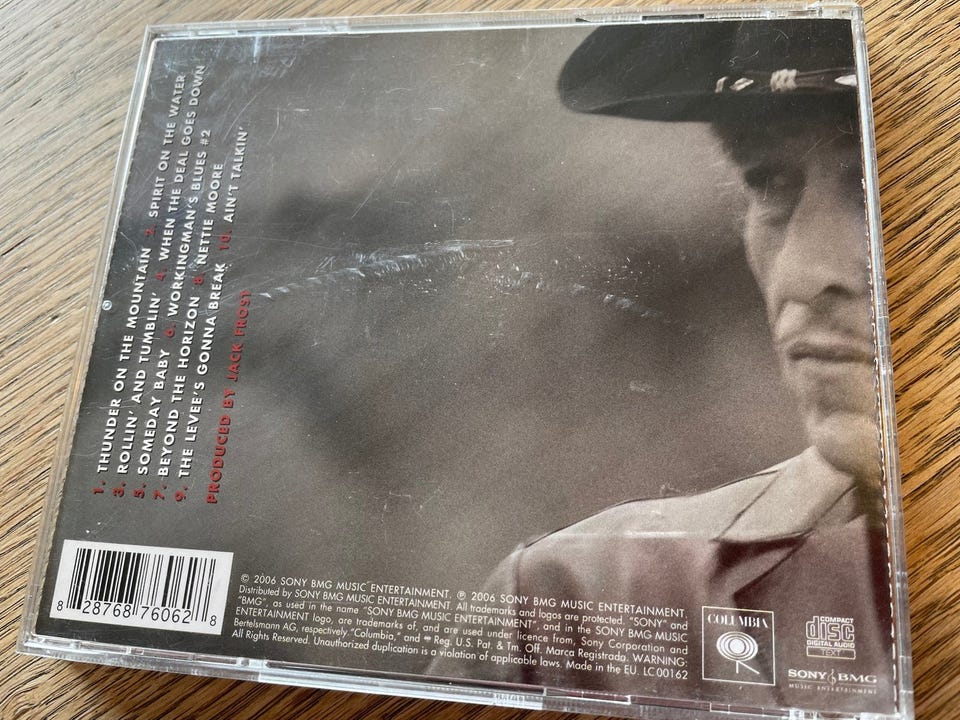 1. THUNDER ON THE MOUNTAIN 2. SPIRIT ON THE WATER
3. ROLLIN' AND TUMBLIN' 4. WHEN THE DEAL GOES DOWN
5. SOMEDAY BABY 6. WORKINGMAN'S BLUES #2
7. BEYOND THE HORIZON 8. NETTIE MOORE
9. THE LEVEE'S GONNA BREAK 10. AIN'T TALKIN'
PRODUCED BY JACK FROST
8 28768 76062 8
© 2006 SONY BMG MUSIC ENTERTAINMENT. ℗ 2006 SONY BMG MUSIC ENTERTAINMENT.
Distributed by SONY BMG MUSIC ENTERTAINMENT. All trademarks and logos are protected. "SONY" and
"BMG", as used in the name "SONY BMG MUSIC ENTERTAINMENT", and in the SONY BMG MUSIC
ENTERTAINMENT logo, are trademarks of, and are used under licence from, Sony Corporation and
Bertelsmann AG, respectively. "Columbia," and Reg. U.S. Pat. & Tm. Off. Marca Registrada. WARNING:
All Rights Reserved. Unauthorized duplication is a violation of applicable laws. Made in the EU. LC 00162
COLUMBIA
COMPACT
disc
DIGITAL AUDIO
TEXT
SONY BMG
MUSIC ENTERTAINMENT